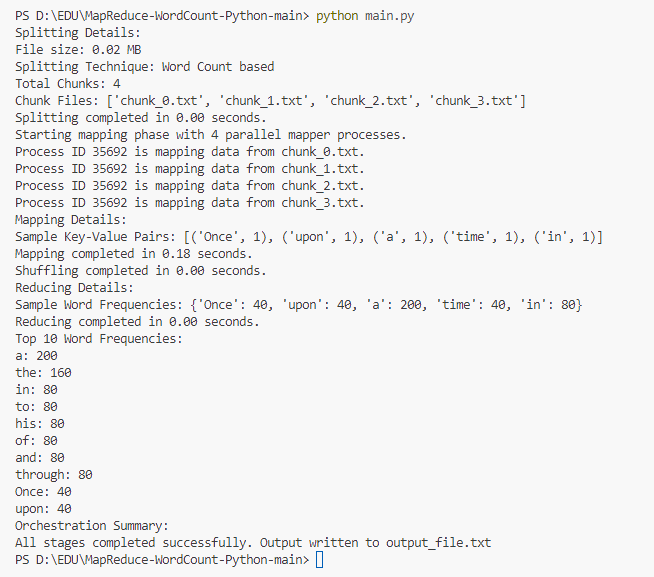 PS D:\EDU\MapReduce-WordCount-Python-main> python main.py
Splitting Details:
File size: 0.02 MB
Splitting Technique: Word Count based
Total Chunks: 4
Chunk Files: ['chunk_0.txt', 'chunk_1.txt', 'chunk_2.txt', 'chunk_3.txt']
Splitting completed in 0.00 seconds.
Starting mapping phase with 4 parallel mapper processes.
Process ID 35692 is mapping data from chunk_0.txt.
Process ID 35692 is mapping data from chunk_1.txt.
Process ID 35692 is mapping data from chunk_2.txt.
Process ID 35692 is mapping data from chunk_3.txt.
Mapping Details:
Sample Key-Value Pairs: [('Once', 1), ('upon', 1), ('a', 1), ('time', 1), ('in', 1)]
Mapping completed in 0.18 seconds.
Shuffling completed in 0.00 seconds.
Reducing Details:
Sample Word Frequencies: {'Once': 40, 'upon': 40, 'a': 200, 'time': 40, 'in': 80}
Reducing completed in 0.00 seconds.
Top 10 Word Frequencies:
a: 200
the: 160
in: 80
to: 80
his: 80
of: 80
and: 80
through: 80
Once: 40
upon: 40
Orchestration Summary:
All stages completed successfully. Output written to output_file.txt
PS D:\EDU\MapReduce-WordCount-Python-main>